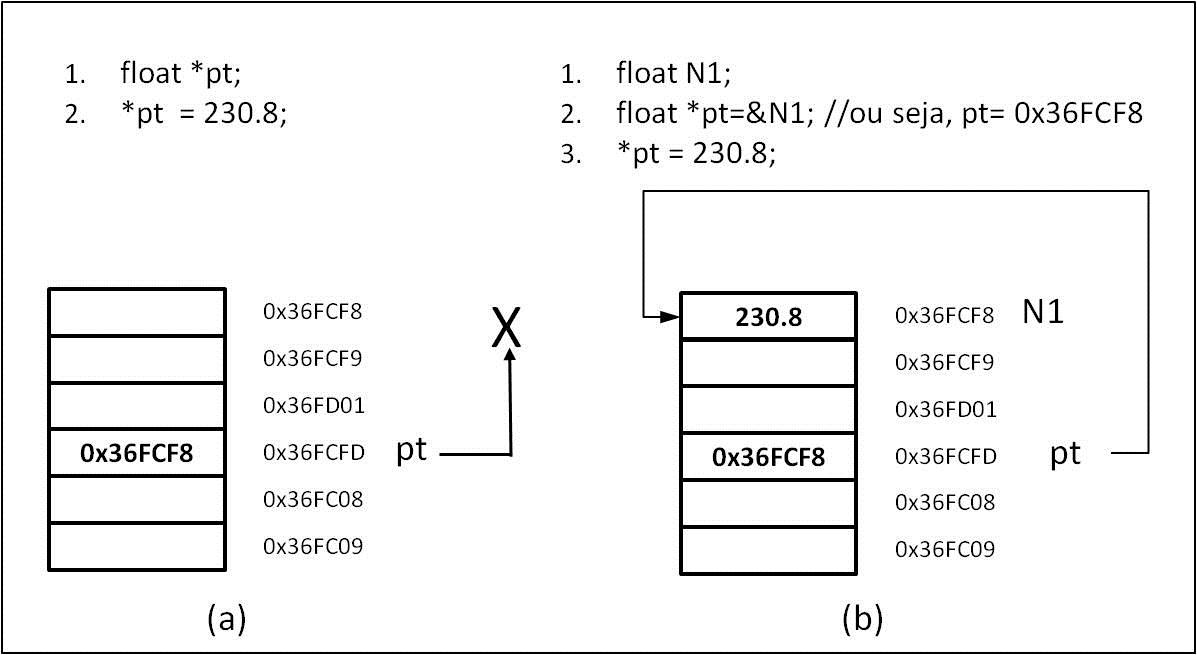 1. float *pt;
2. *pt = 230.8;
1. float N1;
2. float *pt=&N1; //ou seja, pt= 0x36FCF8
3. *pt = 230.8;
0x36FCF8
0x36FCF9
0x36FD01
0x36FCF8 0x36FCFD pt
0x36FC08
0x36FC09
X
(a)
230.8 0x36FCF8 N1
0x36FCF9
0x36FD01
0x36FCF8 0x36FCFD pt
0x36FC08
0x36FC09
(b)